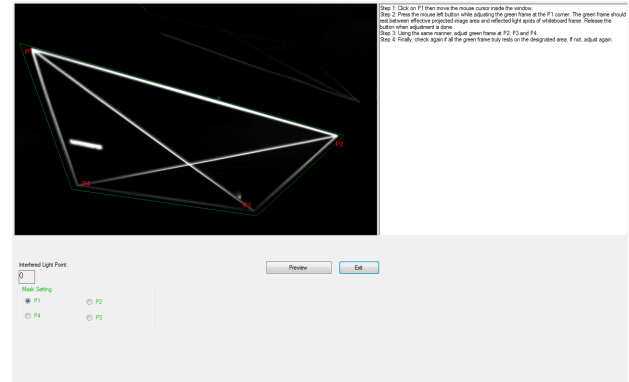 Step 1: Click on P1 then move the mouse cursor inside the window.
Step 2: Press the mouse left button while adjusting the green frame at the P1 corner. The green frame should
rest between effective projected image area and reflected light spots of whiteboard frame. Release the
button when adjustment is done.
Step 3: Using the same manner, adjust green frame at P2, P3 and P4.
Step 4: Finally, check again if all the green frame truly rests on the designated area. If not, adjust again.
P1
P2
P4
P3
Interfered Light Point:
0
Preview
Exit
Mask Setting
P1
P2
P4
P3